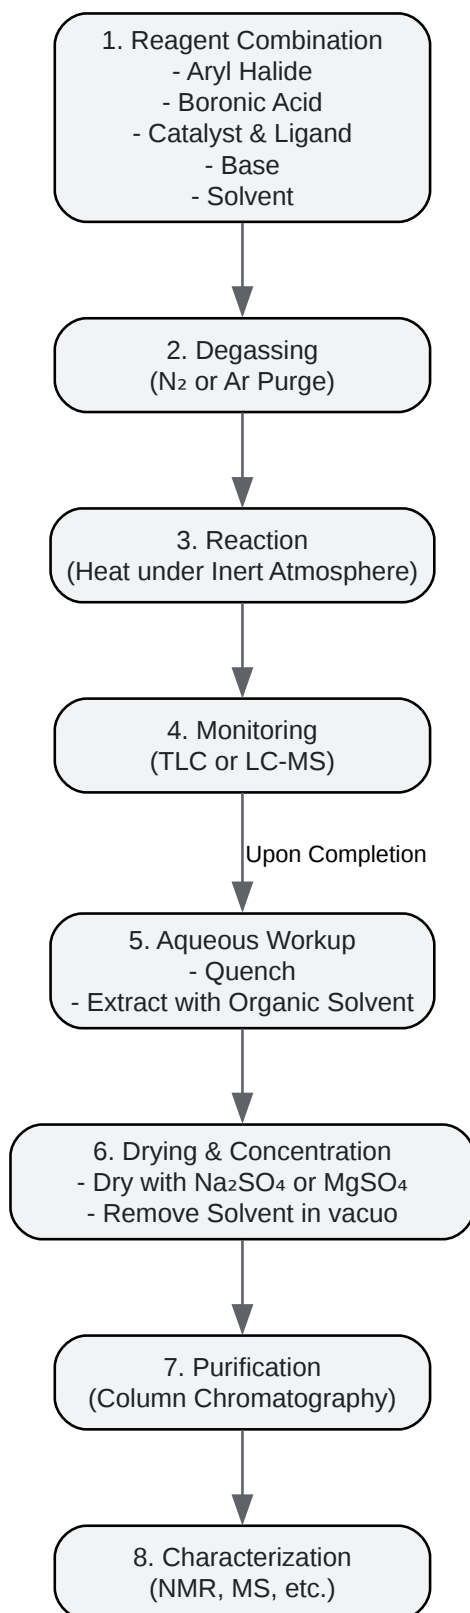 1. Reagent Combination
- Aryl Halide
- Boronic Acid
- Catalyst & Ligand
- Base
- Solvent
2. Degassing
(N₂ or Ar Purge)
3. Reaction
(Heat under Inert Atmosphere)
4. Monitoring
(TLC or LC-MS)
Upon Completion
5. Aqueous Workup
- Quench
- Extract with Organic Solvent
6. Drying & Concentration
- Dry with Na₂SO₄ or MgSO₄
- Remove Solvent in vacuo
7. Purification
(Column Chromatography)
8. Characterization
(NMR, MS, etc.)